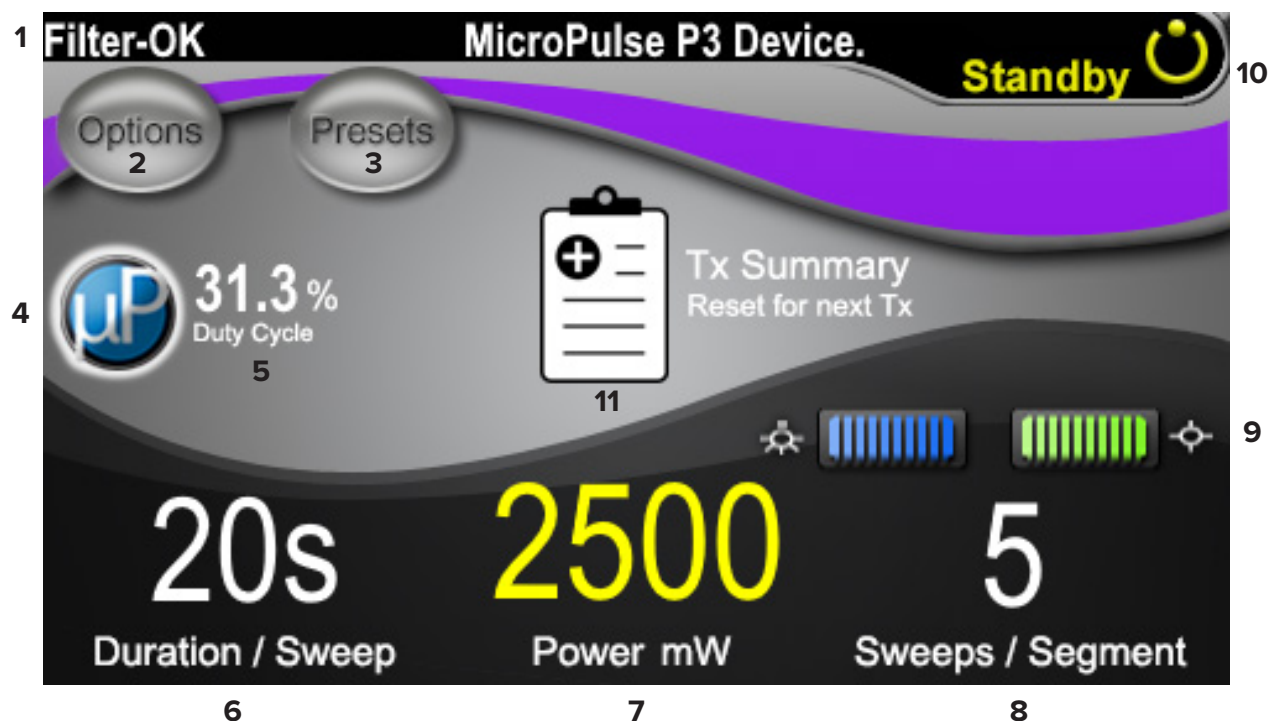 1
Filter-OK
MicroPulse P3 Device.
Standby
10
Options
2
Presets
3
4
µP
31.3 %
Duty Cycle
5
Tx Summary
Reset for next Tx
11
9
20s
2500
5
Duration / Sweep
Power mW
Sweeps / Segment
6
7
8